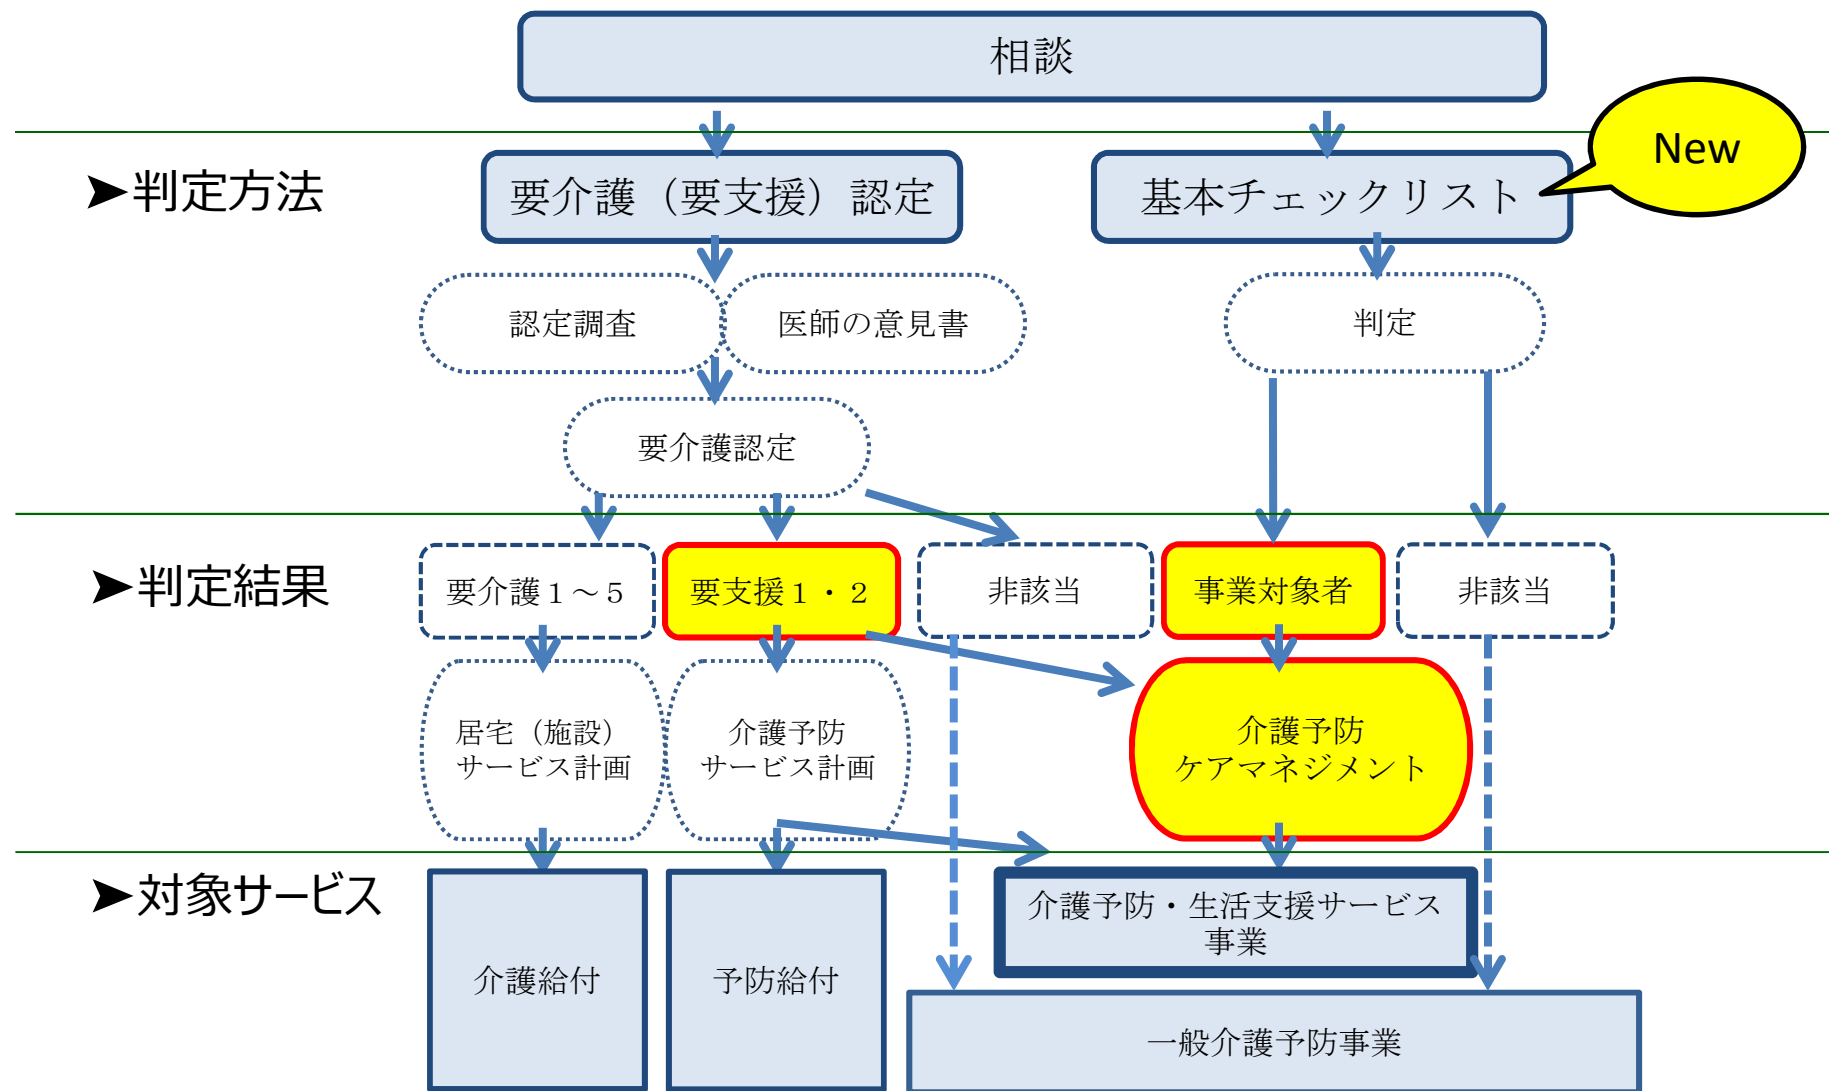 相談
New
➤判定方法
要介護（要支援）認定
基本チェックリスト
認定調査
医師の意見書
判定
要介護認定
➤判定結果
要介護１～５
要支援１・２
非該当
事業対象者
非該当
居宅（施設）
サービス計画
介護予防
サービス計画
介護予防
ケアマネジメント
➤対象サービス
介護給付
予防給付
介護予防・生活支援サービス
事業
一般介護予防事業